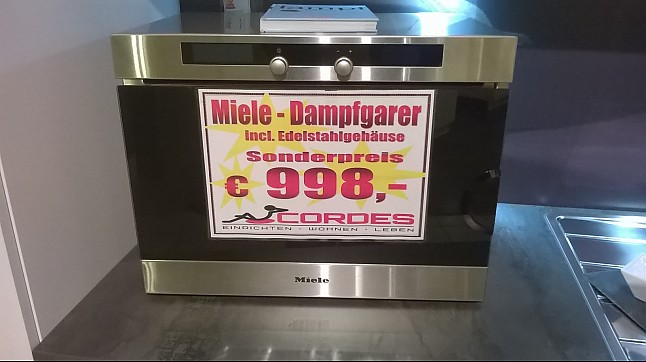 Miele - Dampfgarer
incl. Edelstahlgehäuse
Sonderpreis
€ 998,-
CORDES
EINRICHTEN · WOHNEN · LEBEN
Miele